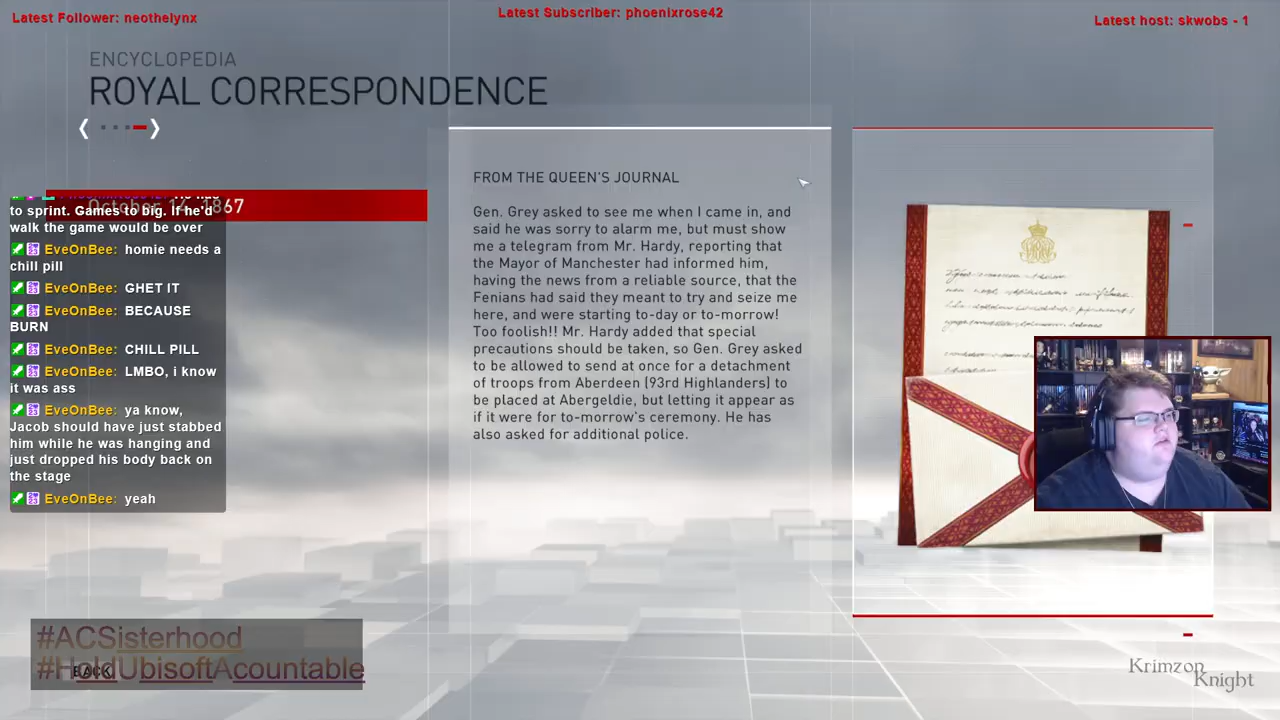 Latest Follower: neothelynx
Latest Subscriber: phoenixrose42
Latest host: skwobs - 1
ENCYCLOPEDIA
ROYAL CORRESPONDENCE
FROM THE QUEEN'S JOURNAL
Gen. Grey asked to see me when I came in, and
said he was sorry to alarm me, but must show
me a telegram from Mr. Hardy, reporting that
the Mayor of Manchester had informed him,
having the news from a reliable source, that the
Fenians had said they meant to try and seize me
here, and were starting to-day or to-morrow!
Too foolish!! Mr. Hardy added that special
precautions should be taken, so Gen. Grey asked
to be allowed to send at once for a detachment
of troops from Aberdeen (93rd Highlanders) to
be placed at Abergeldie, but letting it appear as
if it were for to-morrow's ceremony. He has
also asked for additional police.
October 1867
to sprint. Games to big. If he'd
walk the game would be over
EveOnBee: homie needs a
chill pill
EveOnBee: GHET IT
EveOnBee: BECAUSE
BURN
EveOnBee: CHILL PILL
EveOnBee: LMBO, i know
it was ass
EveOnBee: ya know,
Jacob should have just stabbed
him while he was hanging and
just dropped his body back on
the stage
EveOnBee: yeah
#ACSisterhood
#HoldUbisoftAcountable
BACK
Krimzon
Knight